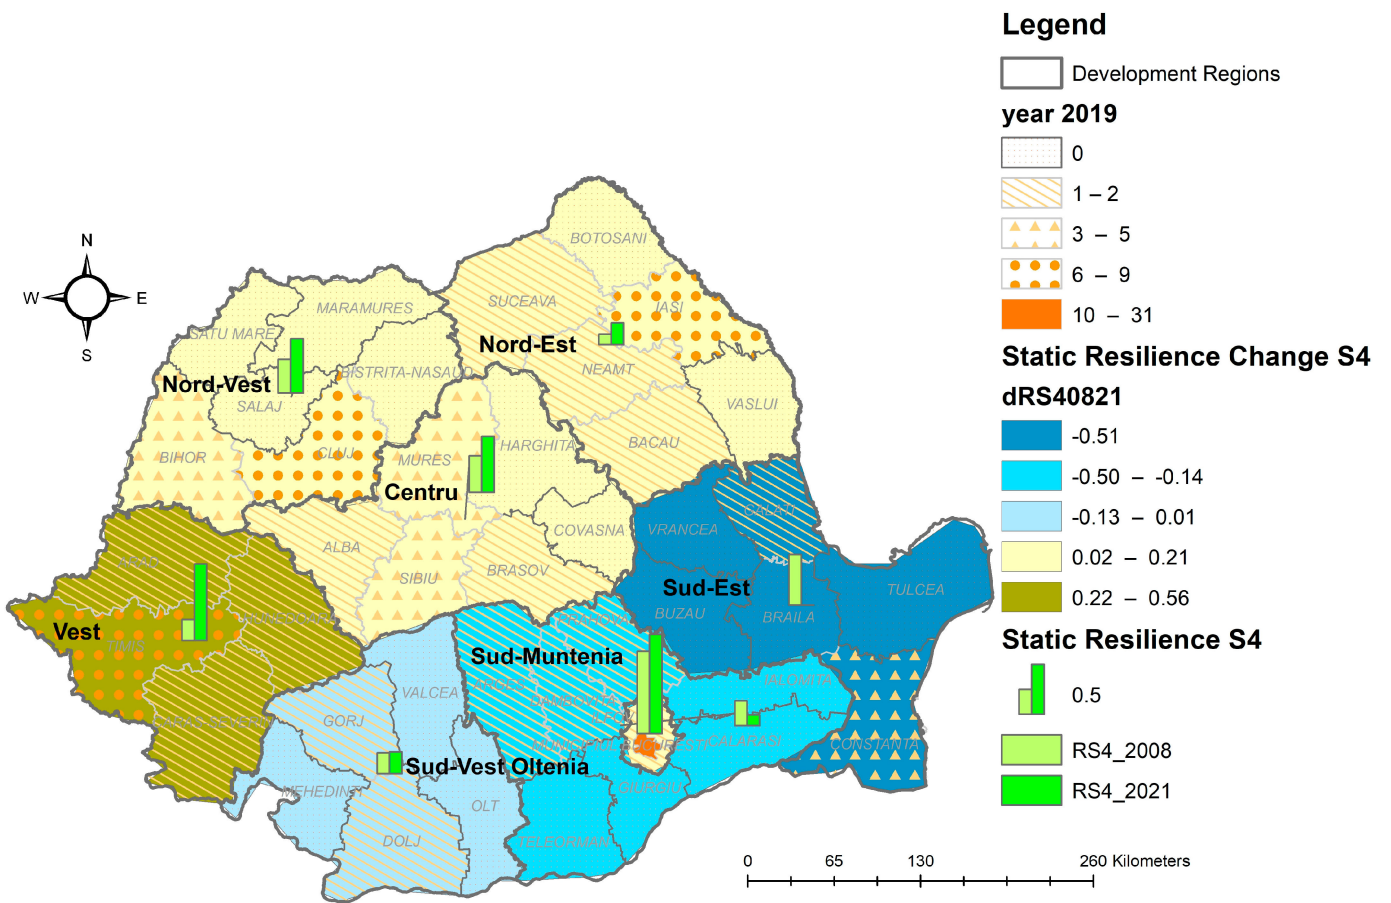 Legend
Development Regions
year 2019
0
1 – 2
3 – 5
6 – 9
10 – 31
Static Resilience Change S4
dRS40821
-0.51
-0.50 – -0.14
-0.13 – 0.01
0.02 – 0.21
0.22 – 0.56
Static Resilience S4
0.5
RS4_2008
RS4_2021
N
W
E
S
BOTOSANI
SUCEAVA
IASI
MARAMURES
SATU MARE
Nord-Est
NEAMT
BISTRITA-NASAUD
Nord-Vest
SALAJ
VASLUI
BACAU
BIHOR
CLUJ
MURES
HARGHITA
Centru
COVASNA
VRANCEA
GALATI
ALBA
BRASOV
SIBIU
ARAD
Sud-Est
TULCEA
BUZAU
BRAILA
HUNEDOARA
PRAHOVA
Vest
TIMIS
Sud-Muntenia
ARGES
DAMBOVITA
IALOMITA
VALCEA
CARAS-SEVERIN
GORJ
ILFOV
MUNICIPIUL BUCURESTI
CALARASI
CONSTANTA
Sud-Vest Oltenia
MEHEDINTI
OLT
GIURGIU
DOLJ
TELEORMAN
0 65 130 260 Kilometers